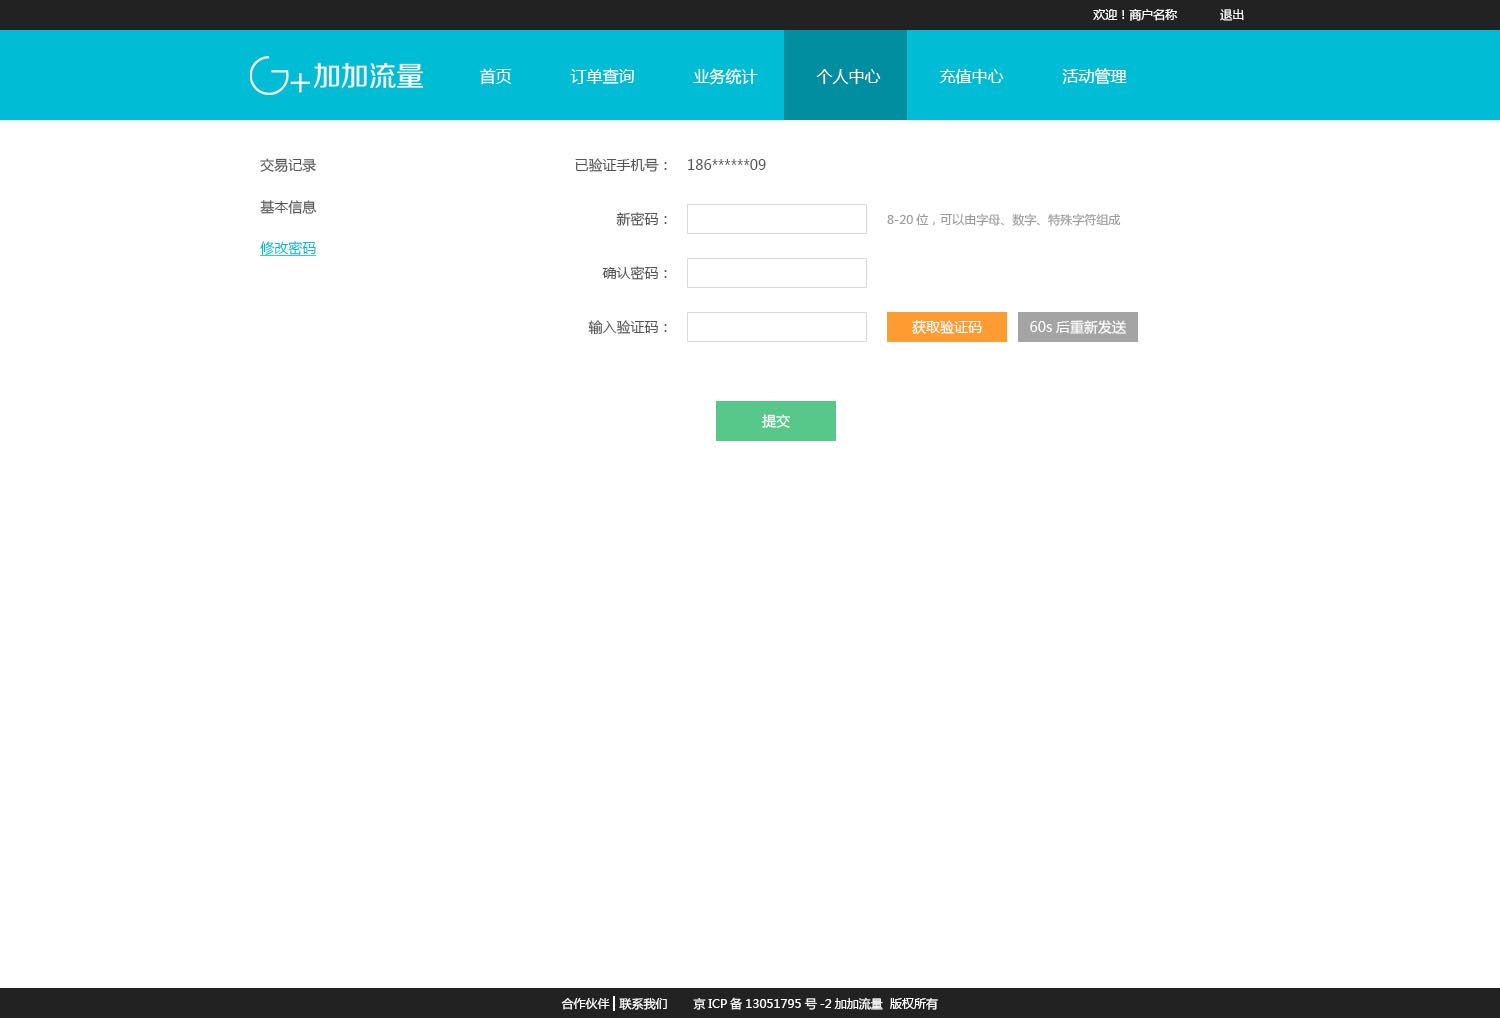 欢迎！商户名称 退出
G+加加流量 首页 订单查询 业务统计 个人中心 充值中心 活动管理
交易记录
基本信息
修改密码
已验证手机号： 186******09
新密码： 8-20 位，可以由字母、数字、特殊字符组成
确认密码：
输入验证码： 获取验证码 60s 后重新发送
提交
合作伙伴 | 联系我们 京 ICP 备 13051795 号 -2 加加流量 版权所有